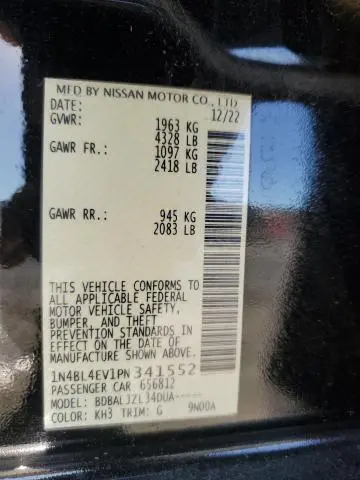 MFD BY NISSAN MOTOR CO., LTD
DATE: 12/22
GVWR: 1963 KG
4328 LB
GAWR FR.: 1097 KG
2418 LB
GAWR RR.: 945 KG
2083 LB
THIS VEHICLE CONFORMS TO
ALL APPLICABLE FEDERAL
MOTOR VEHICLE SAFETY,
BUMPER, AND THEFT
PREVENTION STANDARDS IN
EFFECT ON THE DATE OF
MANUFACTURE SHOWN ABOVE.
1N4BL4EV1PN341552
PASSENGER CAR 656812
MODEL: BDBALJZL34DUA-----
COLOR: KH3 TRIM: G 9N00A